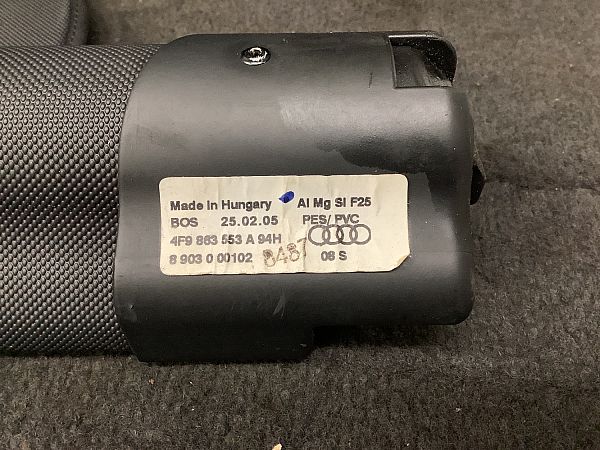 Made in Hungary Al Mg SI F25
BOS 25.02.05 PES/ PVC
4F9 863 553 A 94H
8 903 0 00102 8487 08 S